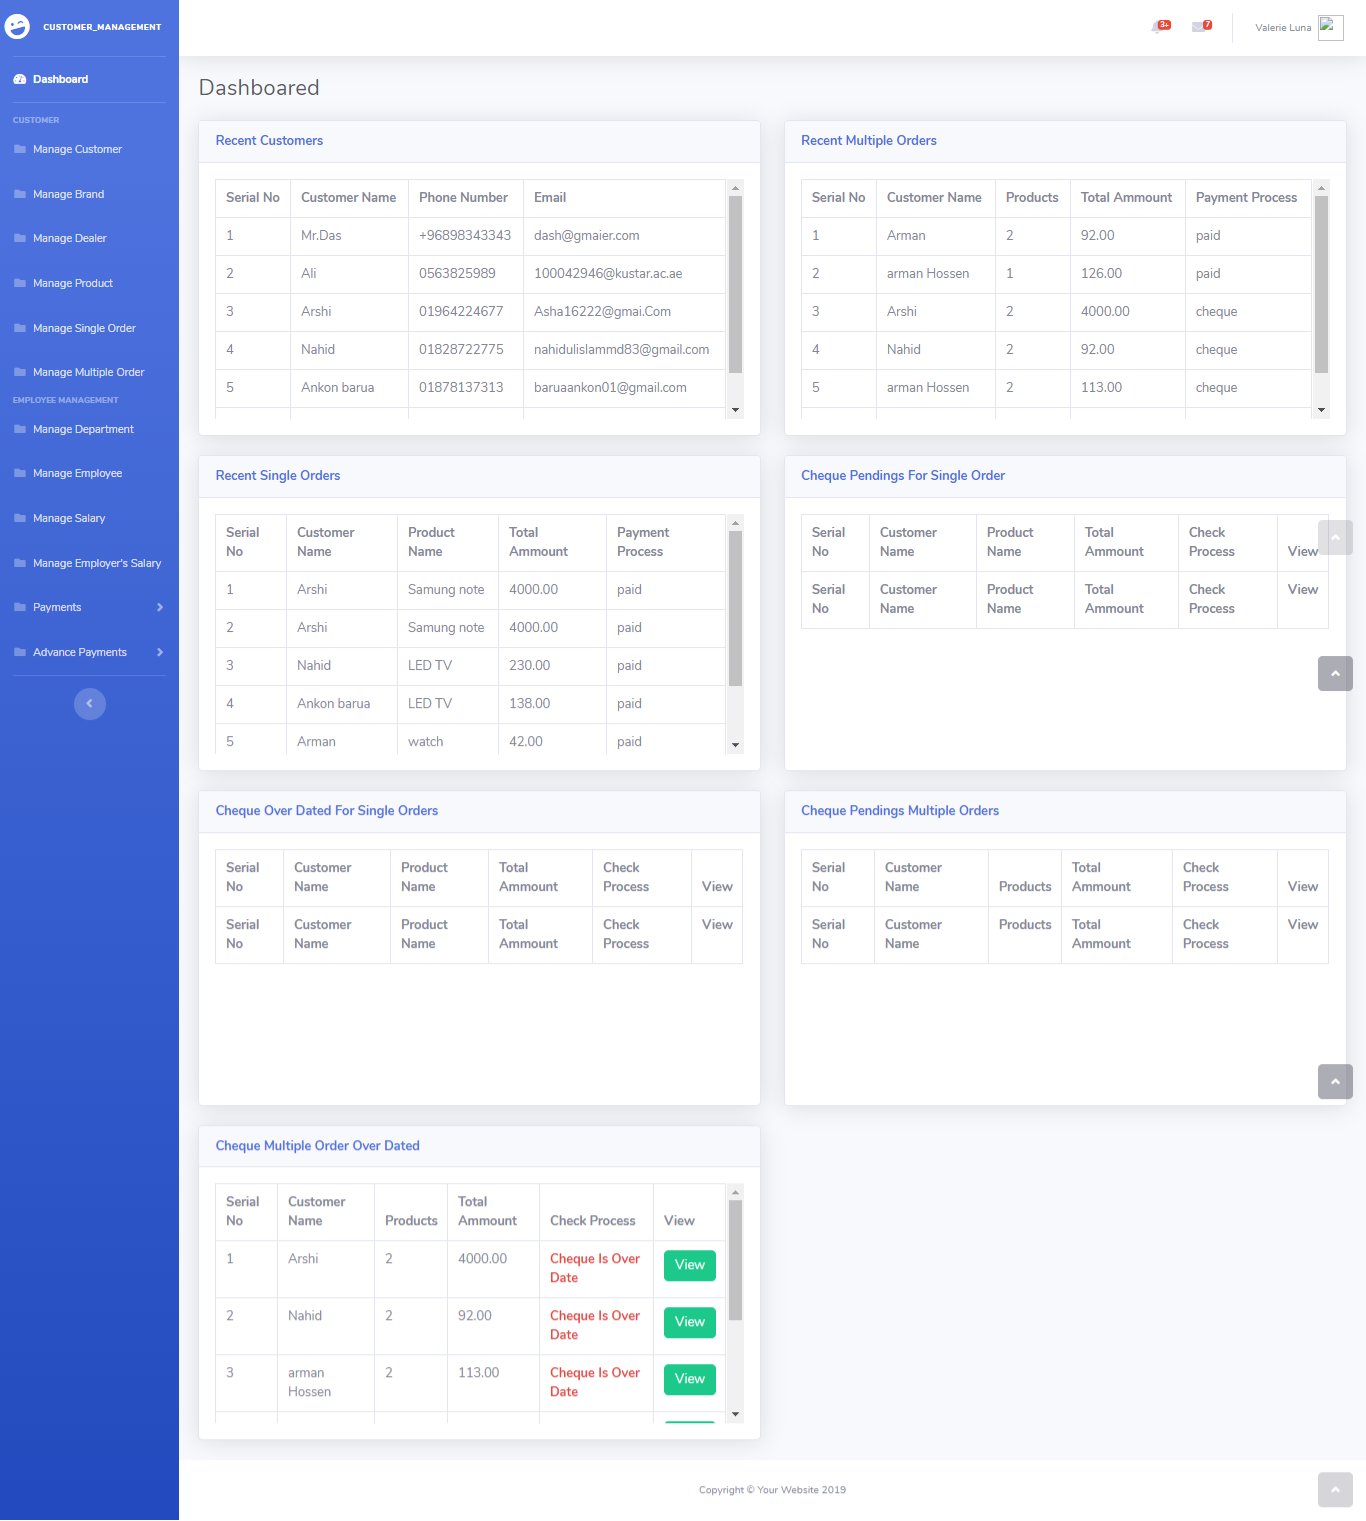 CUSTOMER_MANAGEMENT
Dashboard
CUSTOMER
Manage Customer
Manage Brand
Manage Dealer
Manage Product
Manage Single Order
Manage Multiple Order
EMPLOYEE MANAGEMENT
Manage Department
Manage Employee
Manage Salary
Manage Employer's Salary
Payments
Advance Payments
3+ 7 Valerie Luna
Dashboared
Recent Customers
Serial No Customer Name Phone Number Email
1 Mr.Das +96898343343 dash@gmaier.com
2 Ali 0563825989 100042946@kustar.ac.ae
3 Arshi 01964224677 Asha16222@gmai.Com
4 Nahid 01828722775 nahidulislammd83@gmail.com
5 Ankon barua 01878137313 baruaankon01@gmail.com
Recent Multiple Orders
Serial No Customer Name Products Total Ammount Payment Process
1 Arman 2 92.00 paid
2 arman Hossen 1 126.00 paid
3 Arshi 2 4000.00 cheque
4 Nahid 2 92.00 cheque
5 arman Hossen 2 113.00 cheque
Recent Single Orders
Serial Customer Product Total Payment
No Name Name Ammount Process
1 Arshi Samung note 4000.00 paid
2 Arshi Samung note 4000.00 paid
3 Nahid LED TV 230.00 paid
4 Ankon barua LED TV 138.00 paid
5 Arman watch 42.00 paid
Cheque Pendings For Single Order
Serial Customer Product Total Check
No Name Name Ammount Process View
Serial Customer Product Total Check View
No Name Name Ammount Process
Cheque Over Dated For Single Orders
Serial Customer Product Total Check
No Name Name Ammount Process View
Serial Customer Product Total Check View
No Name Name Ammount Process
Cheque Pendings Multiple Orders
Serial Customer Total Check
No Name Products Ammount Process View
Serial Customer Products Total Check View
No Name Ammount Process
Cheque Multiple Order Over Dated
Serial Customer Total
No Name Products Ammount Check Process View
1 Arshi 2 4000.00 Cheque Is Over View
Date
2 Nahid 2 92.00 Cheque Is Over View
Date
3 arman 2 113.00 Cheque Is Over View
Hossen Date
Copyright © Your Website 2019